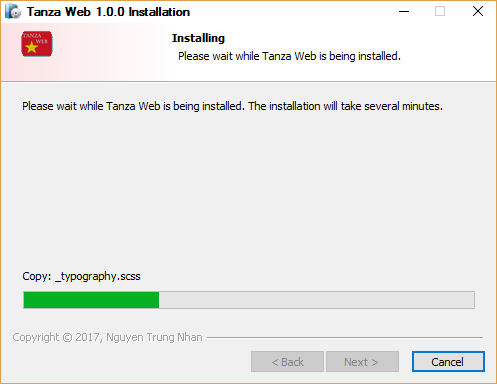 Tanza Web 1.0.0 Installation
TANZA
WEB
Installing
Please wait while Tanza Web is being installed.
Please wait while Tanza Web is being installed. The installation will take several minutes.
Copy: _typography.scss
Copyright © 2017, Nguyen Trung Nhan
< Back
Next >
Cancel